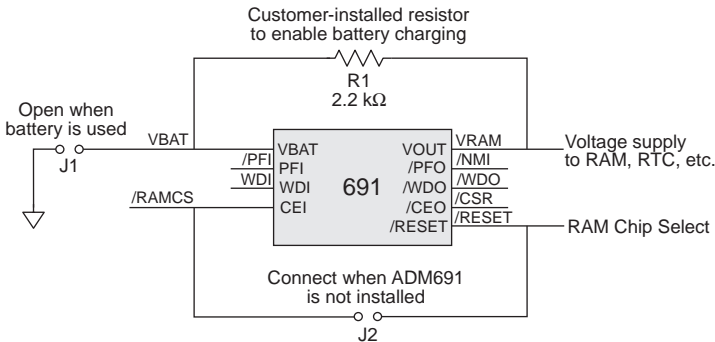 Customer-installed resistor
to enable battery charging
R1
2.2 kΩ
Open when
battery is used
J1
VBAT
/PFI
WDI
/RAMCS
VBAT
PFI
WDI
CEI
691
VOUT
/PFO
/WDO
/CEO
/RESET
VRAM
/NMI
/WDO
/CSR
/RESET
Voltage supply
to RAM, RTC, etc.
RAM Chip Select
Connect when ADM691
is not installed
J2